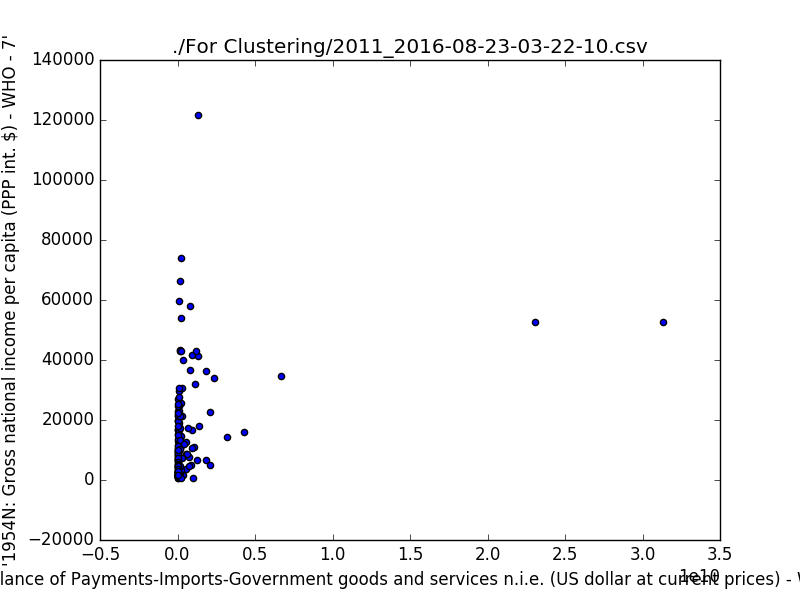 ./For Clustering/2011_2016-08-23-03-22-10.csv
'1954N: Gross national income per capita (PPP int. $) - WHO - 7'
140000
120000
100000
80000
60000
40000
20000
0
−20000
−0.5 0.0 0.5 1.0 1.5 2.0 2.5 3.0 3.5
1e10
lance of Payments-Imports-Government goods and services n.i.e. (US dollar at current prices) -